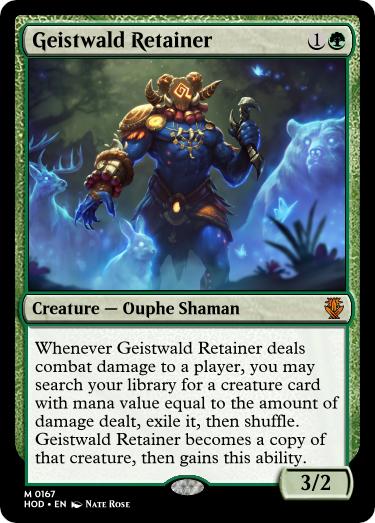 Geistwald Retainer 1
Creature — Ouphe Shaman
Whenever Geistwald Retainer deals
combat damage to a player, you may
search your library for a creature card
with mana value equal to the amount of
damage dealt, exile it, then shuffle.
Geistwald Retainer becomes a copy of
that creature, then gains this ability.
3/2
M 0167
HOD • EN Nate Rose